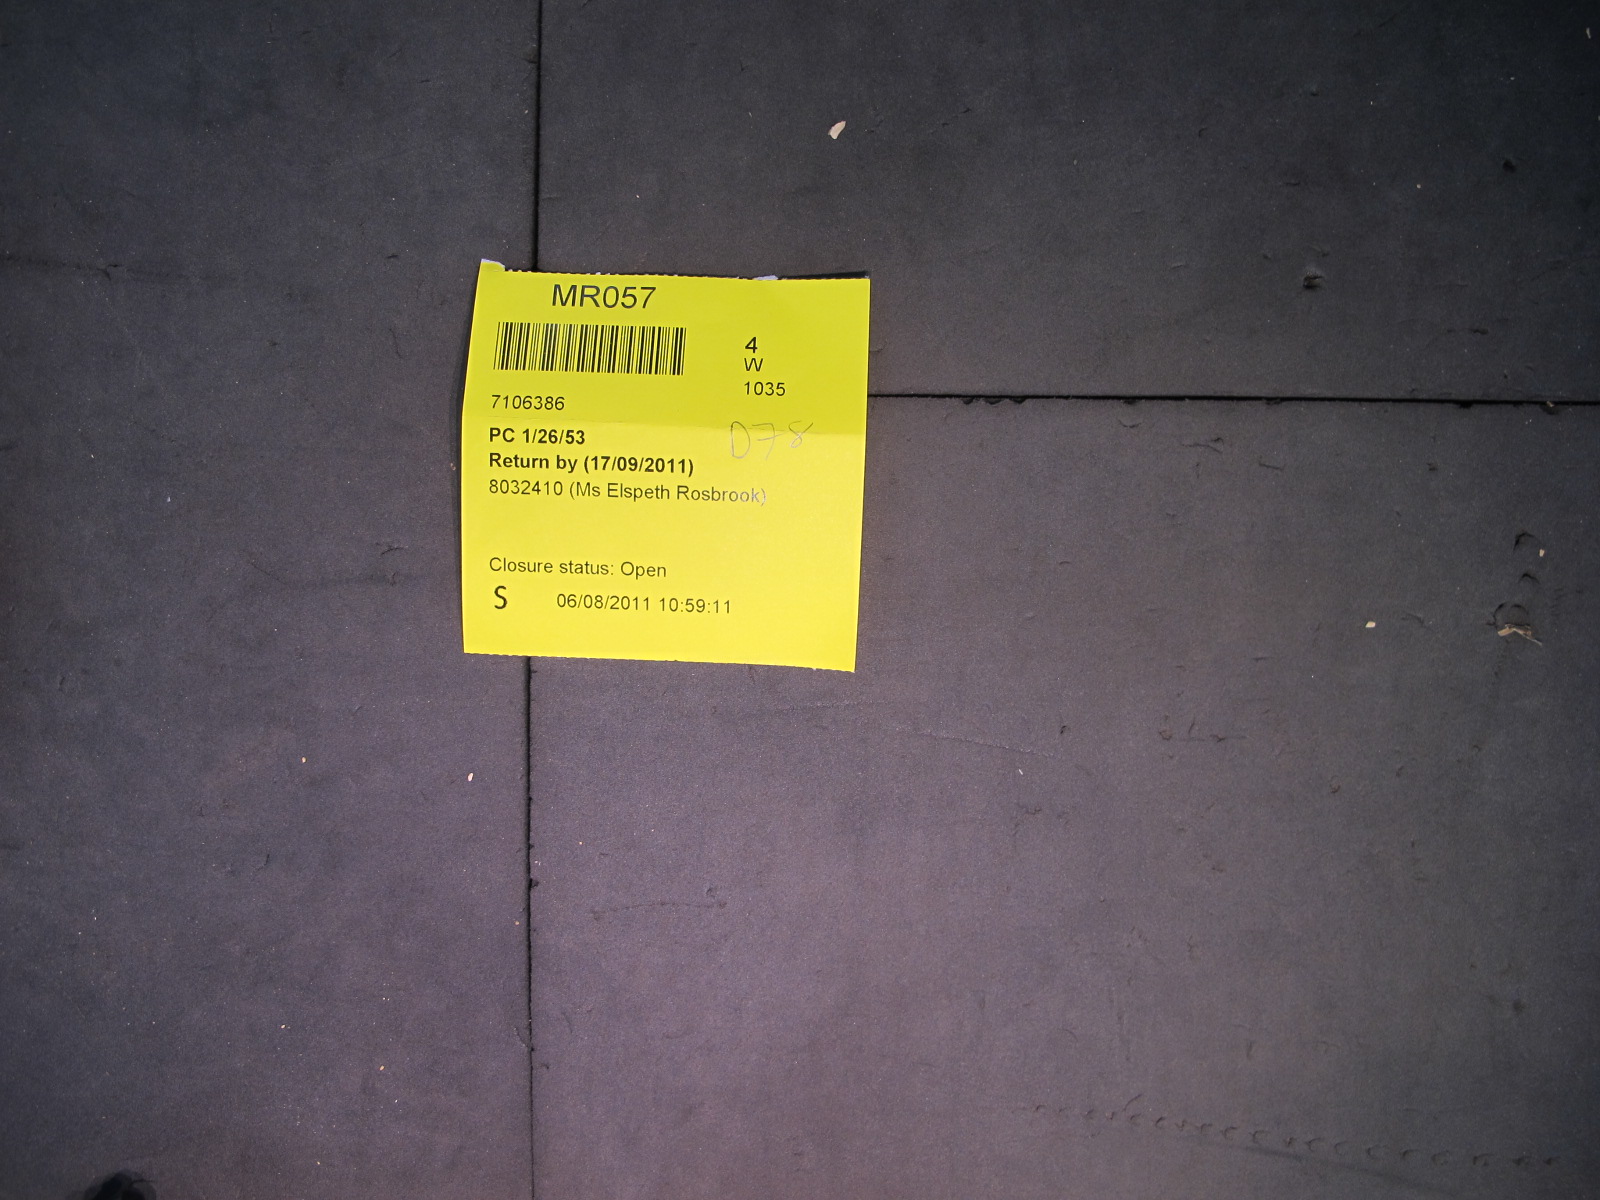 MR057
4
W
1035
7106386
D78
PC 1/26/53
Return by (17/09/2011)
8032410 (Ms Elspeth Rosbrook)
Closure status: Open
S 06/08/2011 10:59:11